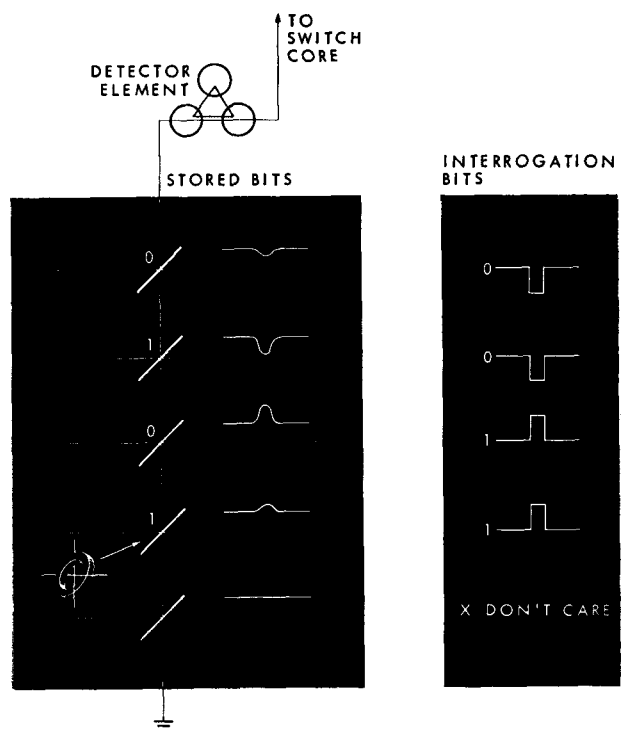 TO
SWITCH
CORE
DETECTOR
ELEMENT
STORED BITS
INTERROGATION
BITS
0
0
1
0
0
1
1
1
X DON'T CARE